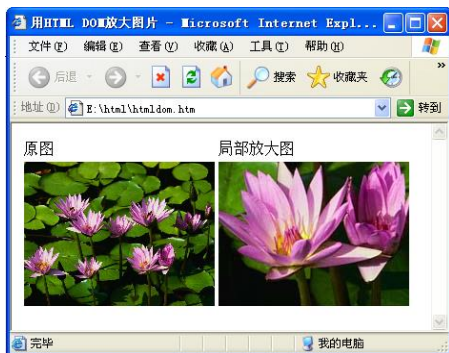 用HTML DOM放大图片 - Microsoft Internet Expl...
文件(F) 编辑(E) 查看(V) 收藏(A) 工具(T) 帮助(H)
后退 搜索 收藏夹 »
地址(D) E:\html\htmldom.htm 转到
原图 局部放大图
完毕 我的电脑